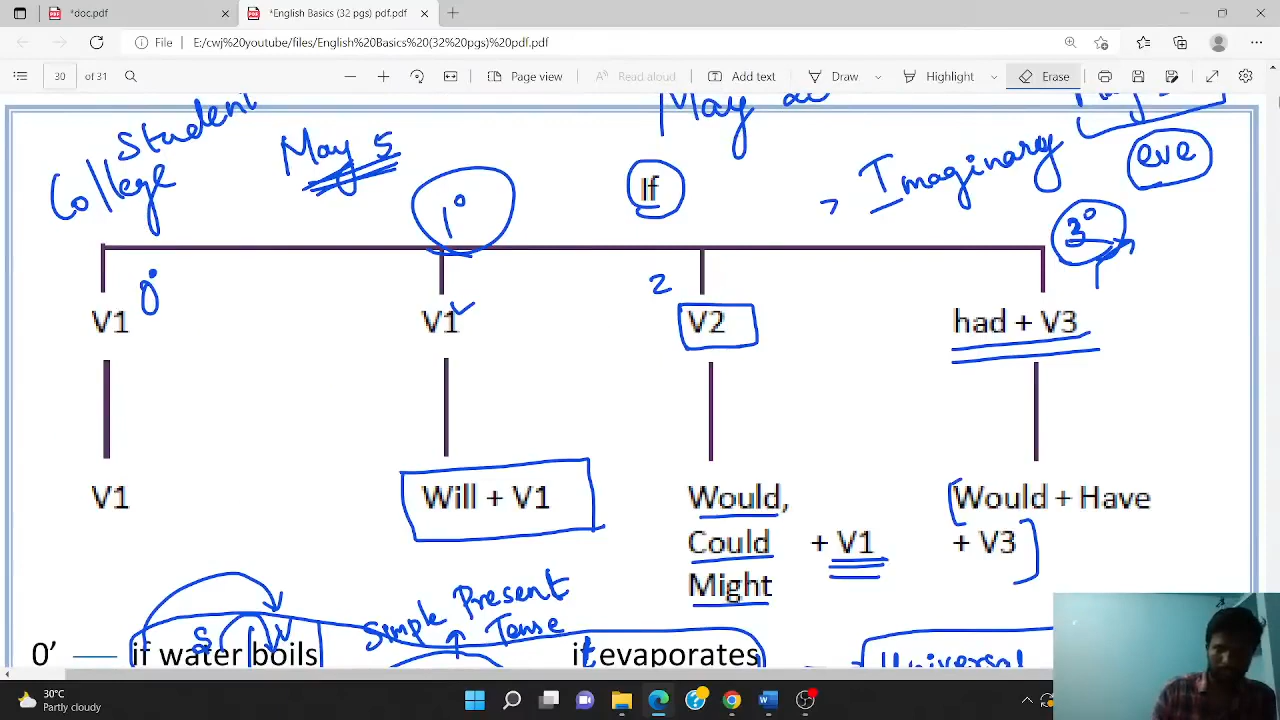 *doc.pdf
*English Basics (32 pgs) pdf.pdf
File E:/cwj%20youtube/files/English%20Basics%20(32%20pgs)%20pdf.pdf
30 of 31
Page view
Read aloud
Add text
Draw
Highlight
Erase
May
Student
College
May 5
1°
If
Imaginary
eve
3°
0°
2
V1 V1 V2 had + V3
V1 Will + V1 Would, Would + Have
Could + V1 + V3
Might
Simple Present
Tense
S V
0' if water boils it evaporates
Universal
30°C
Partly cloudy